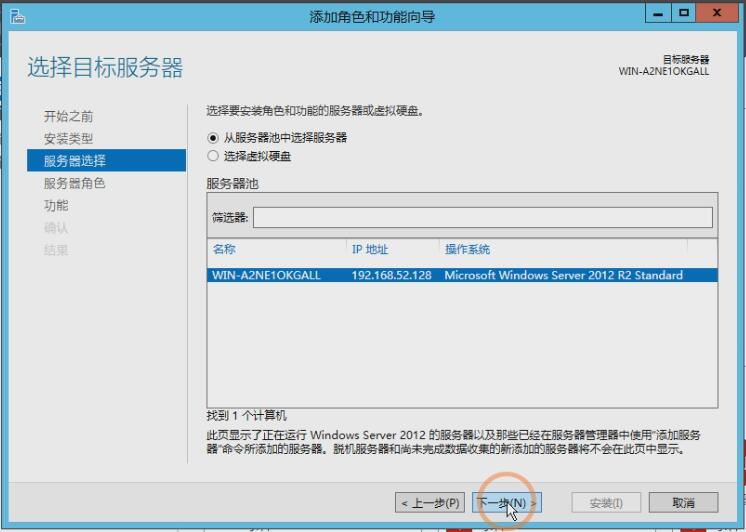 添加角色和功能向导
选择目标服务器
目标服务器
WIN-A2NE1OKGALL
开始之前
安装类型
服务器选择
服务器角色
功能
确认
结果
选择要安装角色和功能的服务器或虚拟硬盘。
从服务器池中选择服务器
选择虚拟硬盘
服务器池
筛选器:
名称 IP 地址 操作系统
WIN-A2NE1OKGALL 192.168.52.128 Microsoft Windows Server 2012 R2 Standard
找到 1 个计算机
此页显示了正在运行 Windows Server 2012 的服务器以及那些已经在服务器管理器中使用"添加服务
器"命令所添加的服务器。脱机服务器和尚未完成数据收集的新添加的服务器将不会在此页中显示。
< 上一步(P) 下一步(N) > 安装(I) 取消